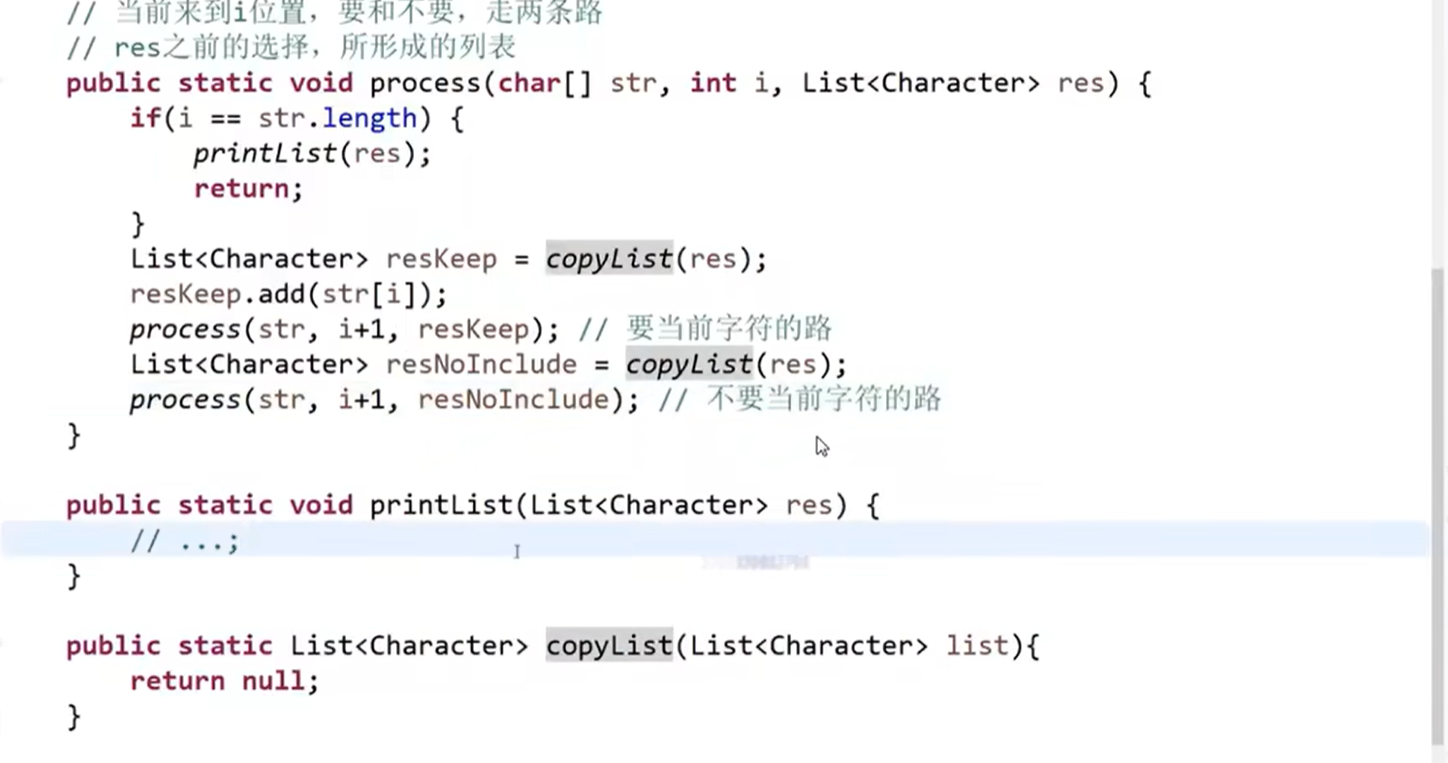 // 当前来到i位置，要和不要，走两条路
// res之前的选择，所形成的列表
public static void process(char[] str, int i, List<Character> res) {
if(i == str.length) {
printList(res);
return;
}
List<Character> resKeep = copyList(res);
resKeep.add(str[i]);
process(str, i+1, resKeep); // 要当前字符的路
List<Character> resNoInclude = copyList(res);
process(str, i+1, resNoInclude); // 不要当前字符的路
}
public static void printList(List<Character> res) {
// ...;
}
public static List<Character> copyList(List<Character> list){
return null;
}